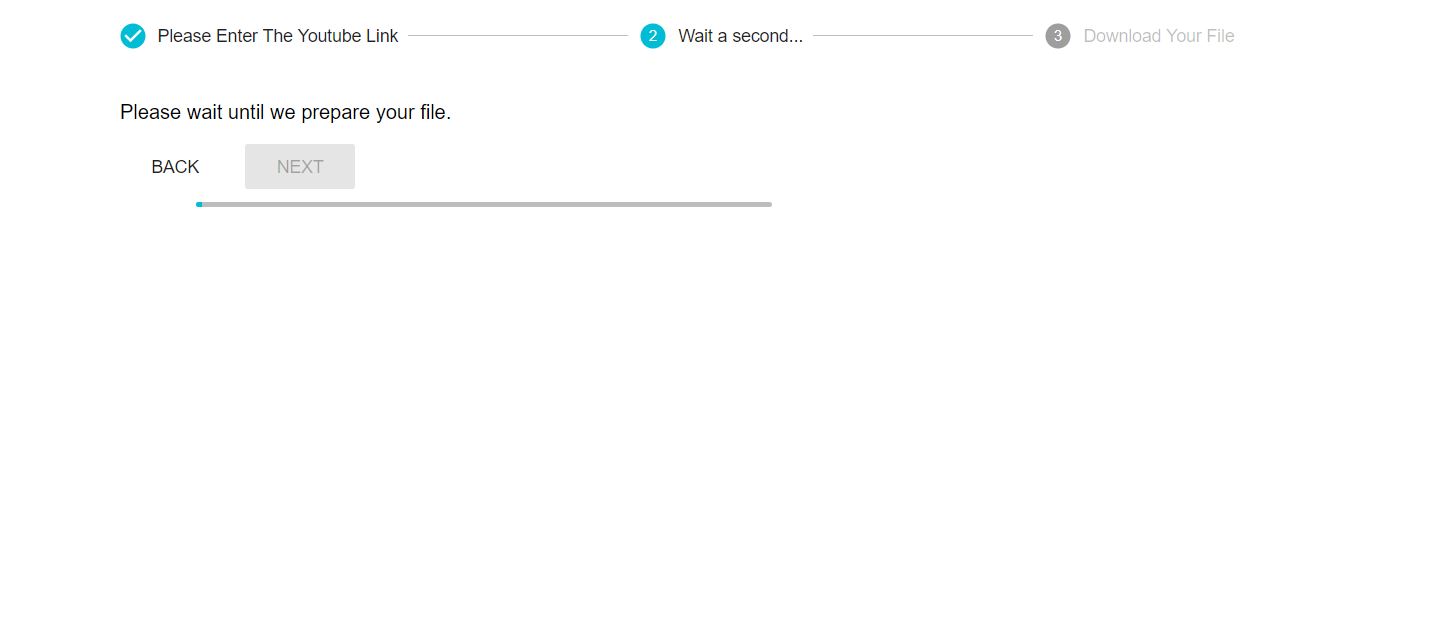 Please Enter The Youtube Link 2 Wait a second... 3 Download Your File
Please wait until we prepare your file.
BACK NEXT